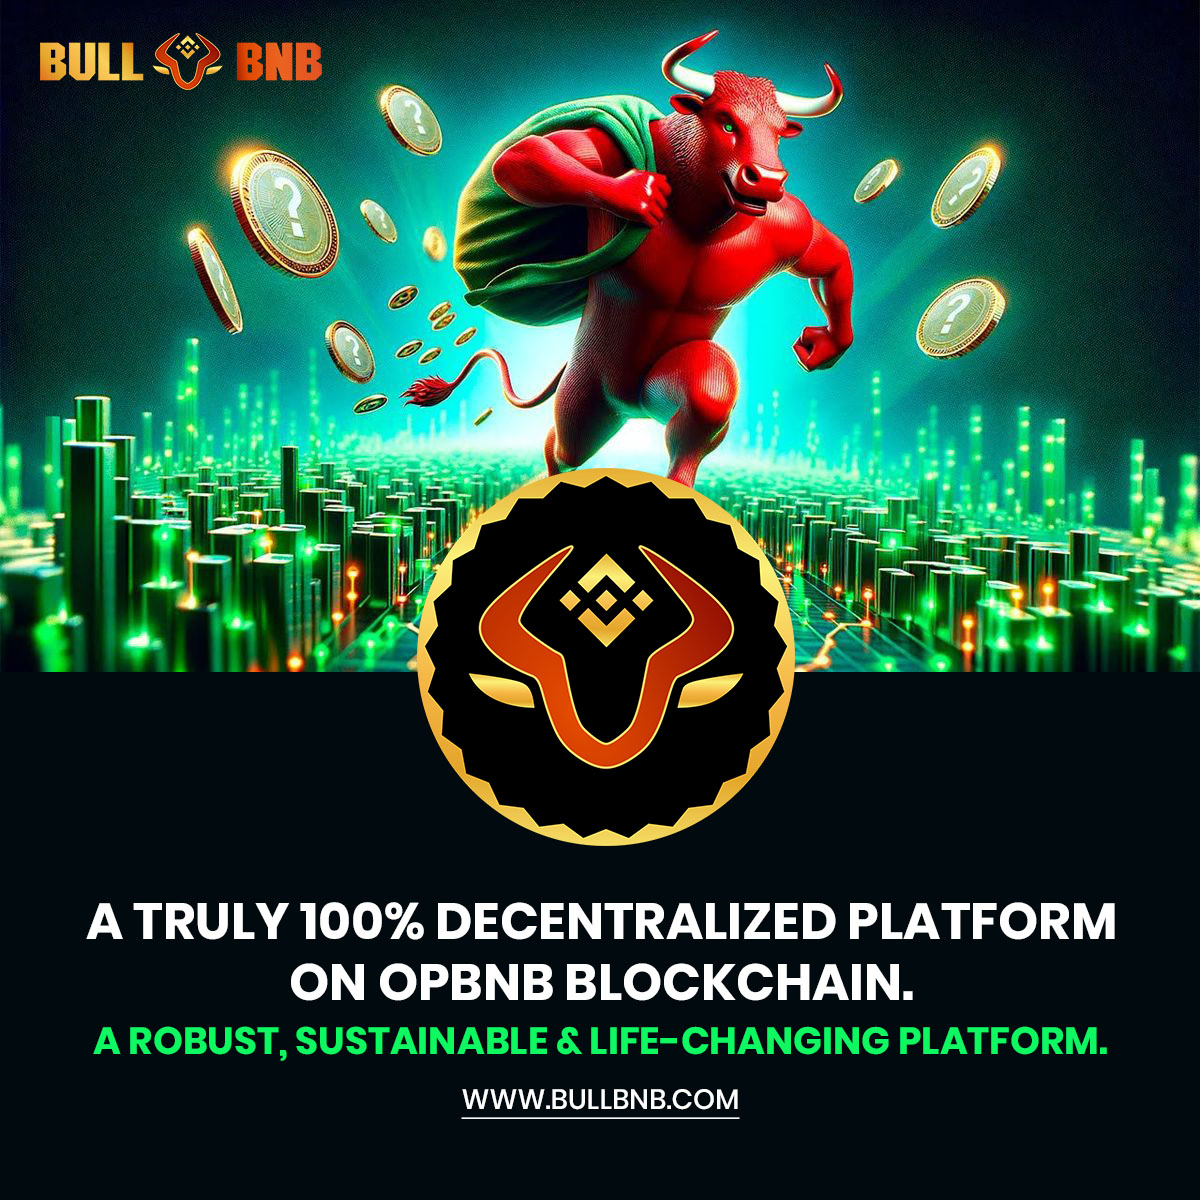 BULL BNB
? ? ? ? ? ? ? ?
A TRULY 100% DECENTRALIZED PLATFORM
ON OPBNB BLOCKCHAIN.
A ROBUST, SUSTAINABLE & LIFE-CHANGING PLATFORM.
WWW.BULLBNB.COM